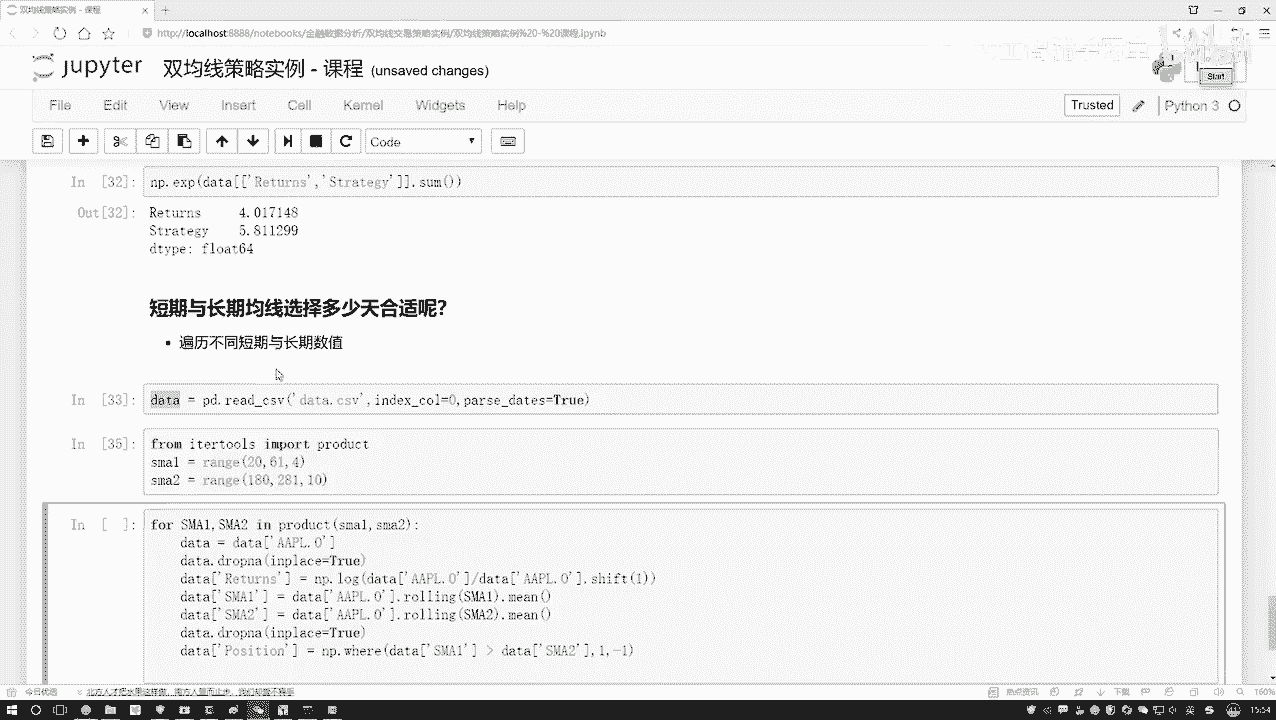 双均线策略实例 - 课程
http://localhost:8888/notebooks/金融数据分析/双均线交易策略实例/双均线策略实例%20-%20课程.ipynb
jupyter 双均线策略实例 - 课程 (unsaved changes)
Start
File Edit View Insert Cell Kernel Widgets Help
Trusted Python 3
Code
In [32]: np.exp(data[['Returns','Strategy']].sum())
Out[32]: Returns 4.017148
Strategy 5.811299
dtype: float64
短期与长期均线选择多少天合适呢?
遍历不同短期与长期数值
In [33]: data = pd.read_csv('data.csv',index_col=0,parse_dates=True)
In [35]: from itertools import product
sma1 = range(20,61,4)
sma2 = range(180,281,10)
In [ ]: for SMA1,SMA2 in product(sma1,sma2):
data = data['AAPL.O']
data.dropna(inplace=True)
data['Returns'] = np.log(data['AAPL.O']/data['AAPL.O'].shift(1))
data['SMA1'] = data['AAPL.O'].rolling(SMA1).mean()
data['SMA2'] = data['AAPL.O'].rolling(SMA2).mean()
data.dropna(inplace=True)
data['Position'] = np.where(data['SMA1'] > data['SMA2'],1,-1)
今日优选
热点资讯
下载
160%
15:54